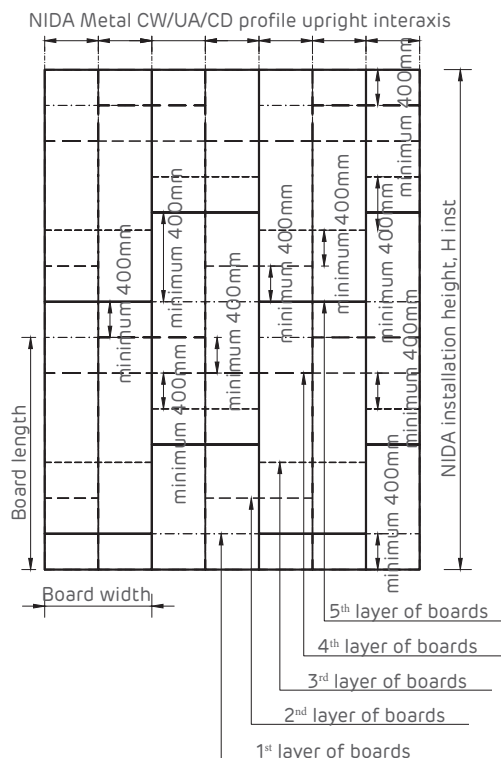 NIDA Metal CW/UA/CD profile upright interaxis
minimum 400mm
minimum 400mm
minimum 400mm
minimum 400mm
minimum 400mm
minimum 400mm
minimum 400mm
minimum 400mm
minimum 400mm
minimum 400mm
minimum 400mm
NIDA installation height, H inst
Board length
Board width
5th layer of boards
4th layer of boards
3rd layer of boards
2nd layer of boards
1st layer of boards